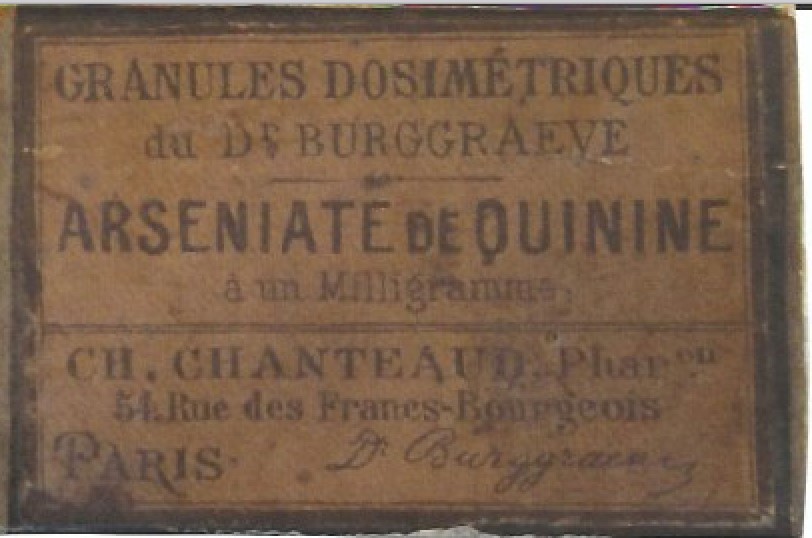 GRANULES DOSIMÉTRIQUES
du Dr BURGGRAEVE
ARSENIATE DE QUININE
à un Milligramme.
CH. CHANTEAUD, Pharen
54, Rue des Francs-Bourgeois
PARIS
Dr Burggraeve